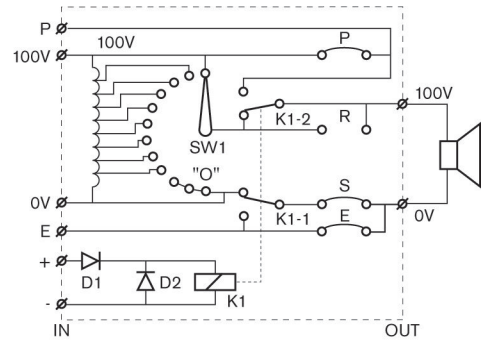 P
100V
100V
P
100V
K1-2
R
SW1
"O"
0V
S
K1-1
0V
E
E
+
D1
D2
K1
-
IN
OUT